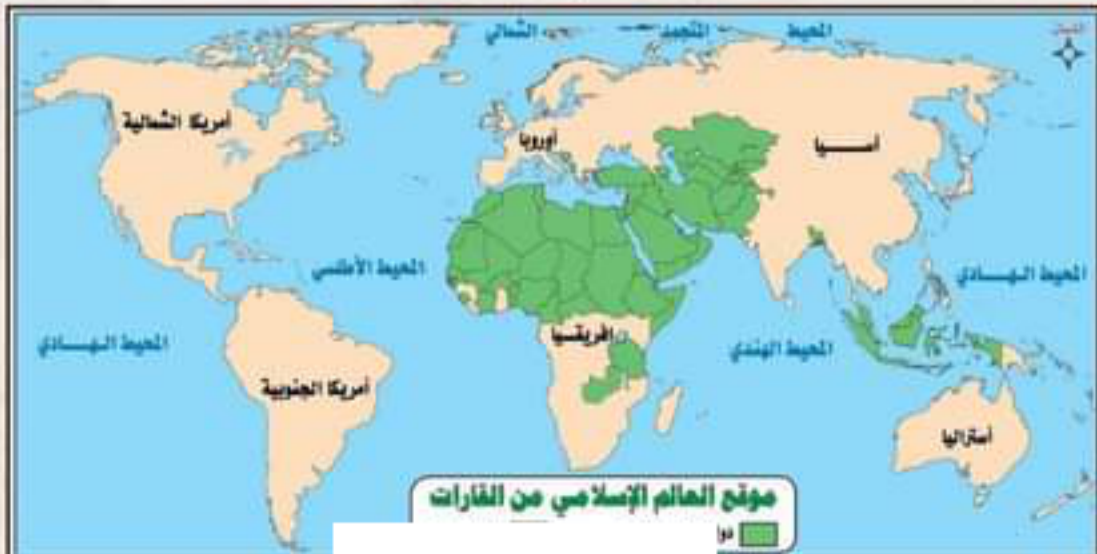 المحيط المتجمد الشمالي
أمريكا الشمالية
أوروبا
آسيا
المحيط الأطلسي
المحيط الهادي
إفريقيا
المحيط الهندي
المحيط الهادي
أمريكا الجنوبية
أستراليا
موقع العالم الإسلامي من القارات